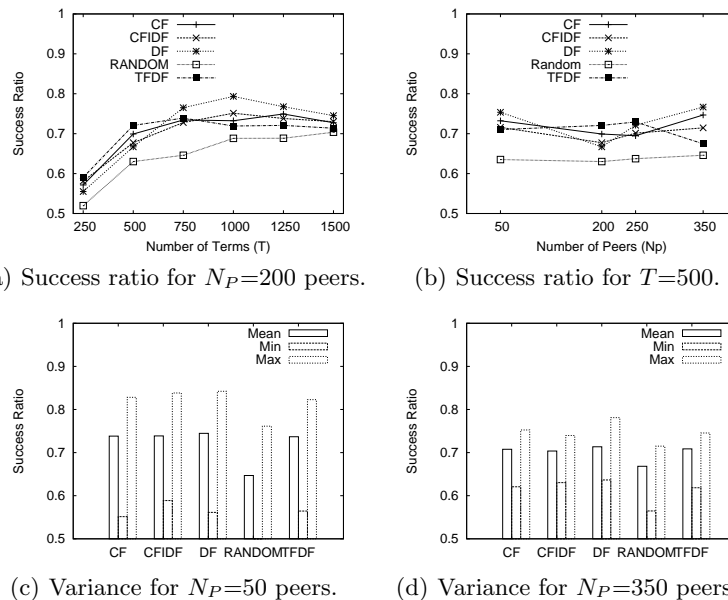 1
0.9
0.8
0.7
0.6
0.5
Success Ratio
CF
CFIDF
DF
RANDOM
TFDF
250 500 750 1000 1250 1500
Number of Terms (T)
1
0.9
0.8
0.7
0.6
0.5
Success Ratio
CF
CFIDF
DF
Random
TFDF
50 200 250 350
Number of Peers (Np)
) Success ratio for N_P=200 peers.
(b) Success ratio for T=500.
1
0.9
0.8
0.7
0.6
0.5
Success Ratio
Mean
Min
Max
CF CFIDF DF RANDOM TFDF
1
0.9
0.8
0.7
0.6
0.5
Success Ratio
Mean
Min
Max
CF CFIDF DF RANDOM TFDF
(c) Variance for N_P=50 peers.
(d) Variance for N_P=350 peers